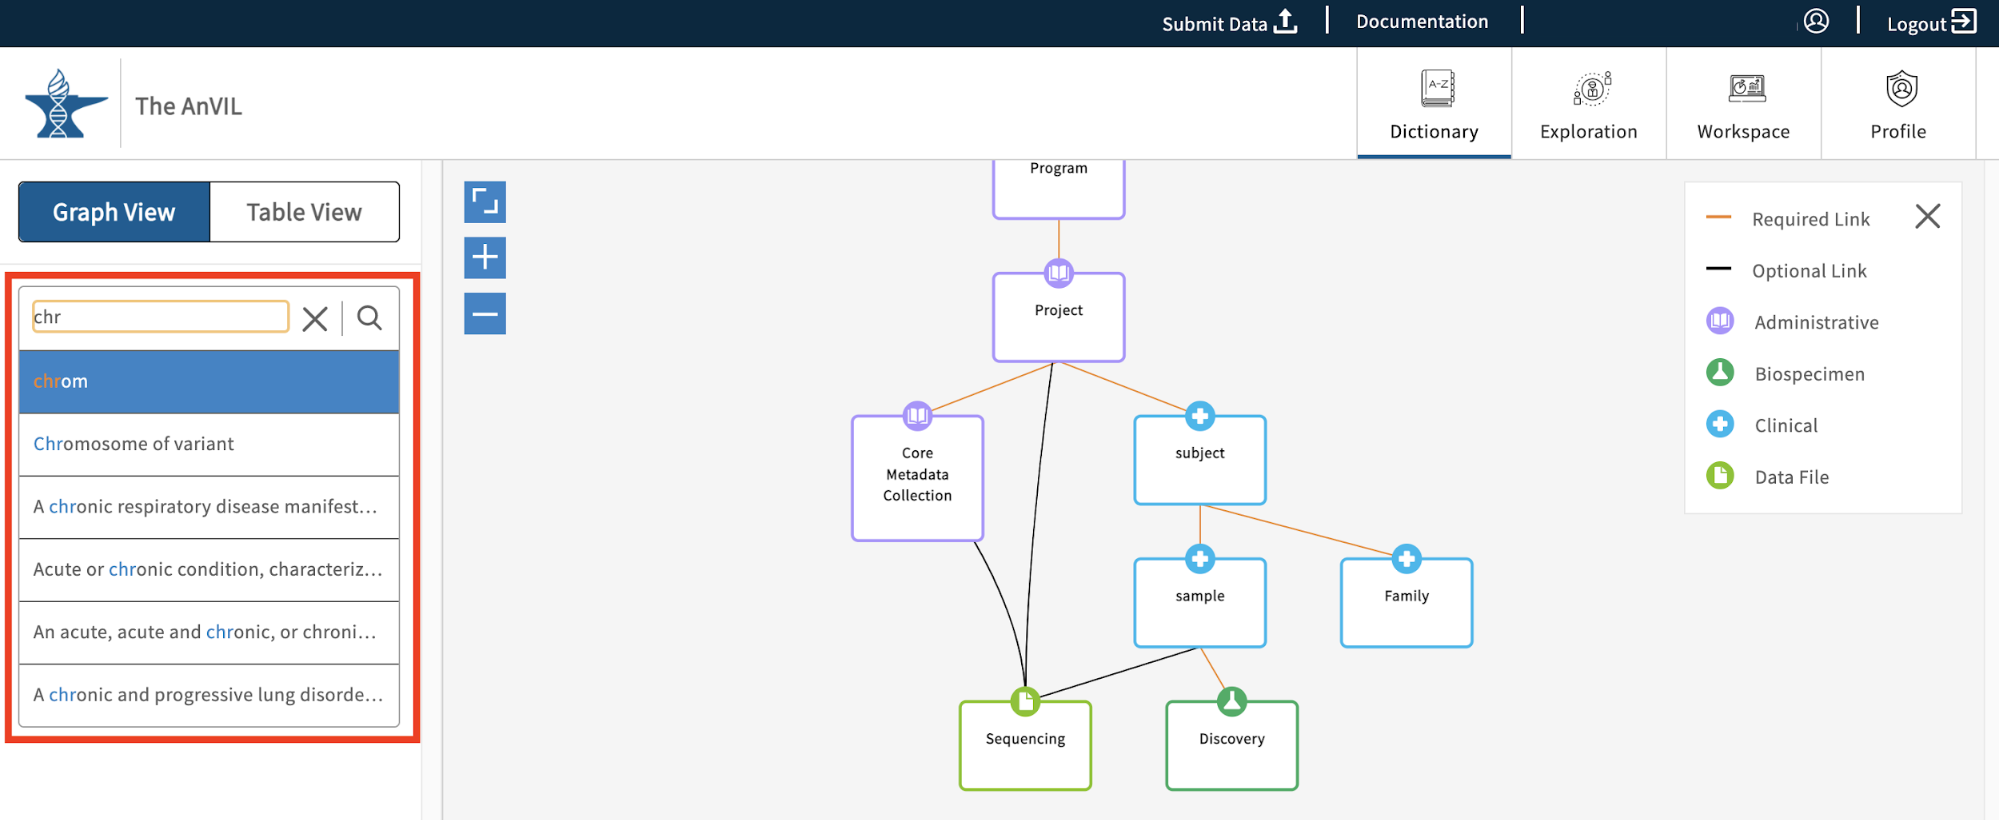 Submit Data
Documentation
Logout
The AnVIL
A-Z
Dictionary
Exploration
Workspace
Profile
Graph View
Table View
chr
chrom
Chromosome of variant
A chronic respiratory disease manifest...
Acute or chronic condition, characteriz...
An acute, acute and chronic, or chroni...
A chronic and progressive lung disorde...
Program
Project
Core
Metadata
Collection
subject
sample
Family
Sequencing
Discovery
Required Link
Optional Link
Administrative
Biospecimen
Clinical
Data File